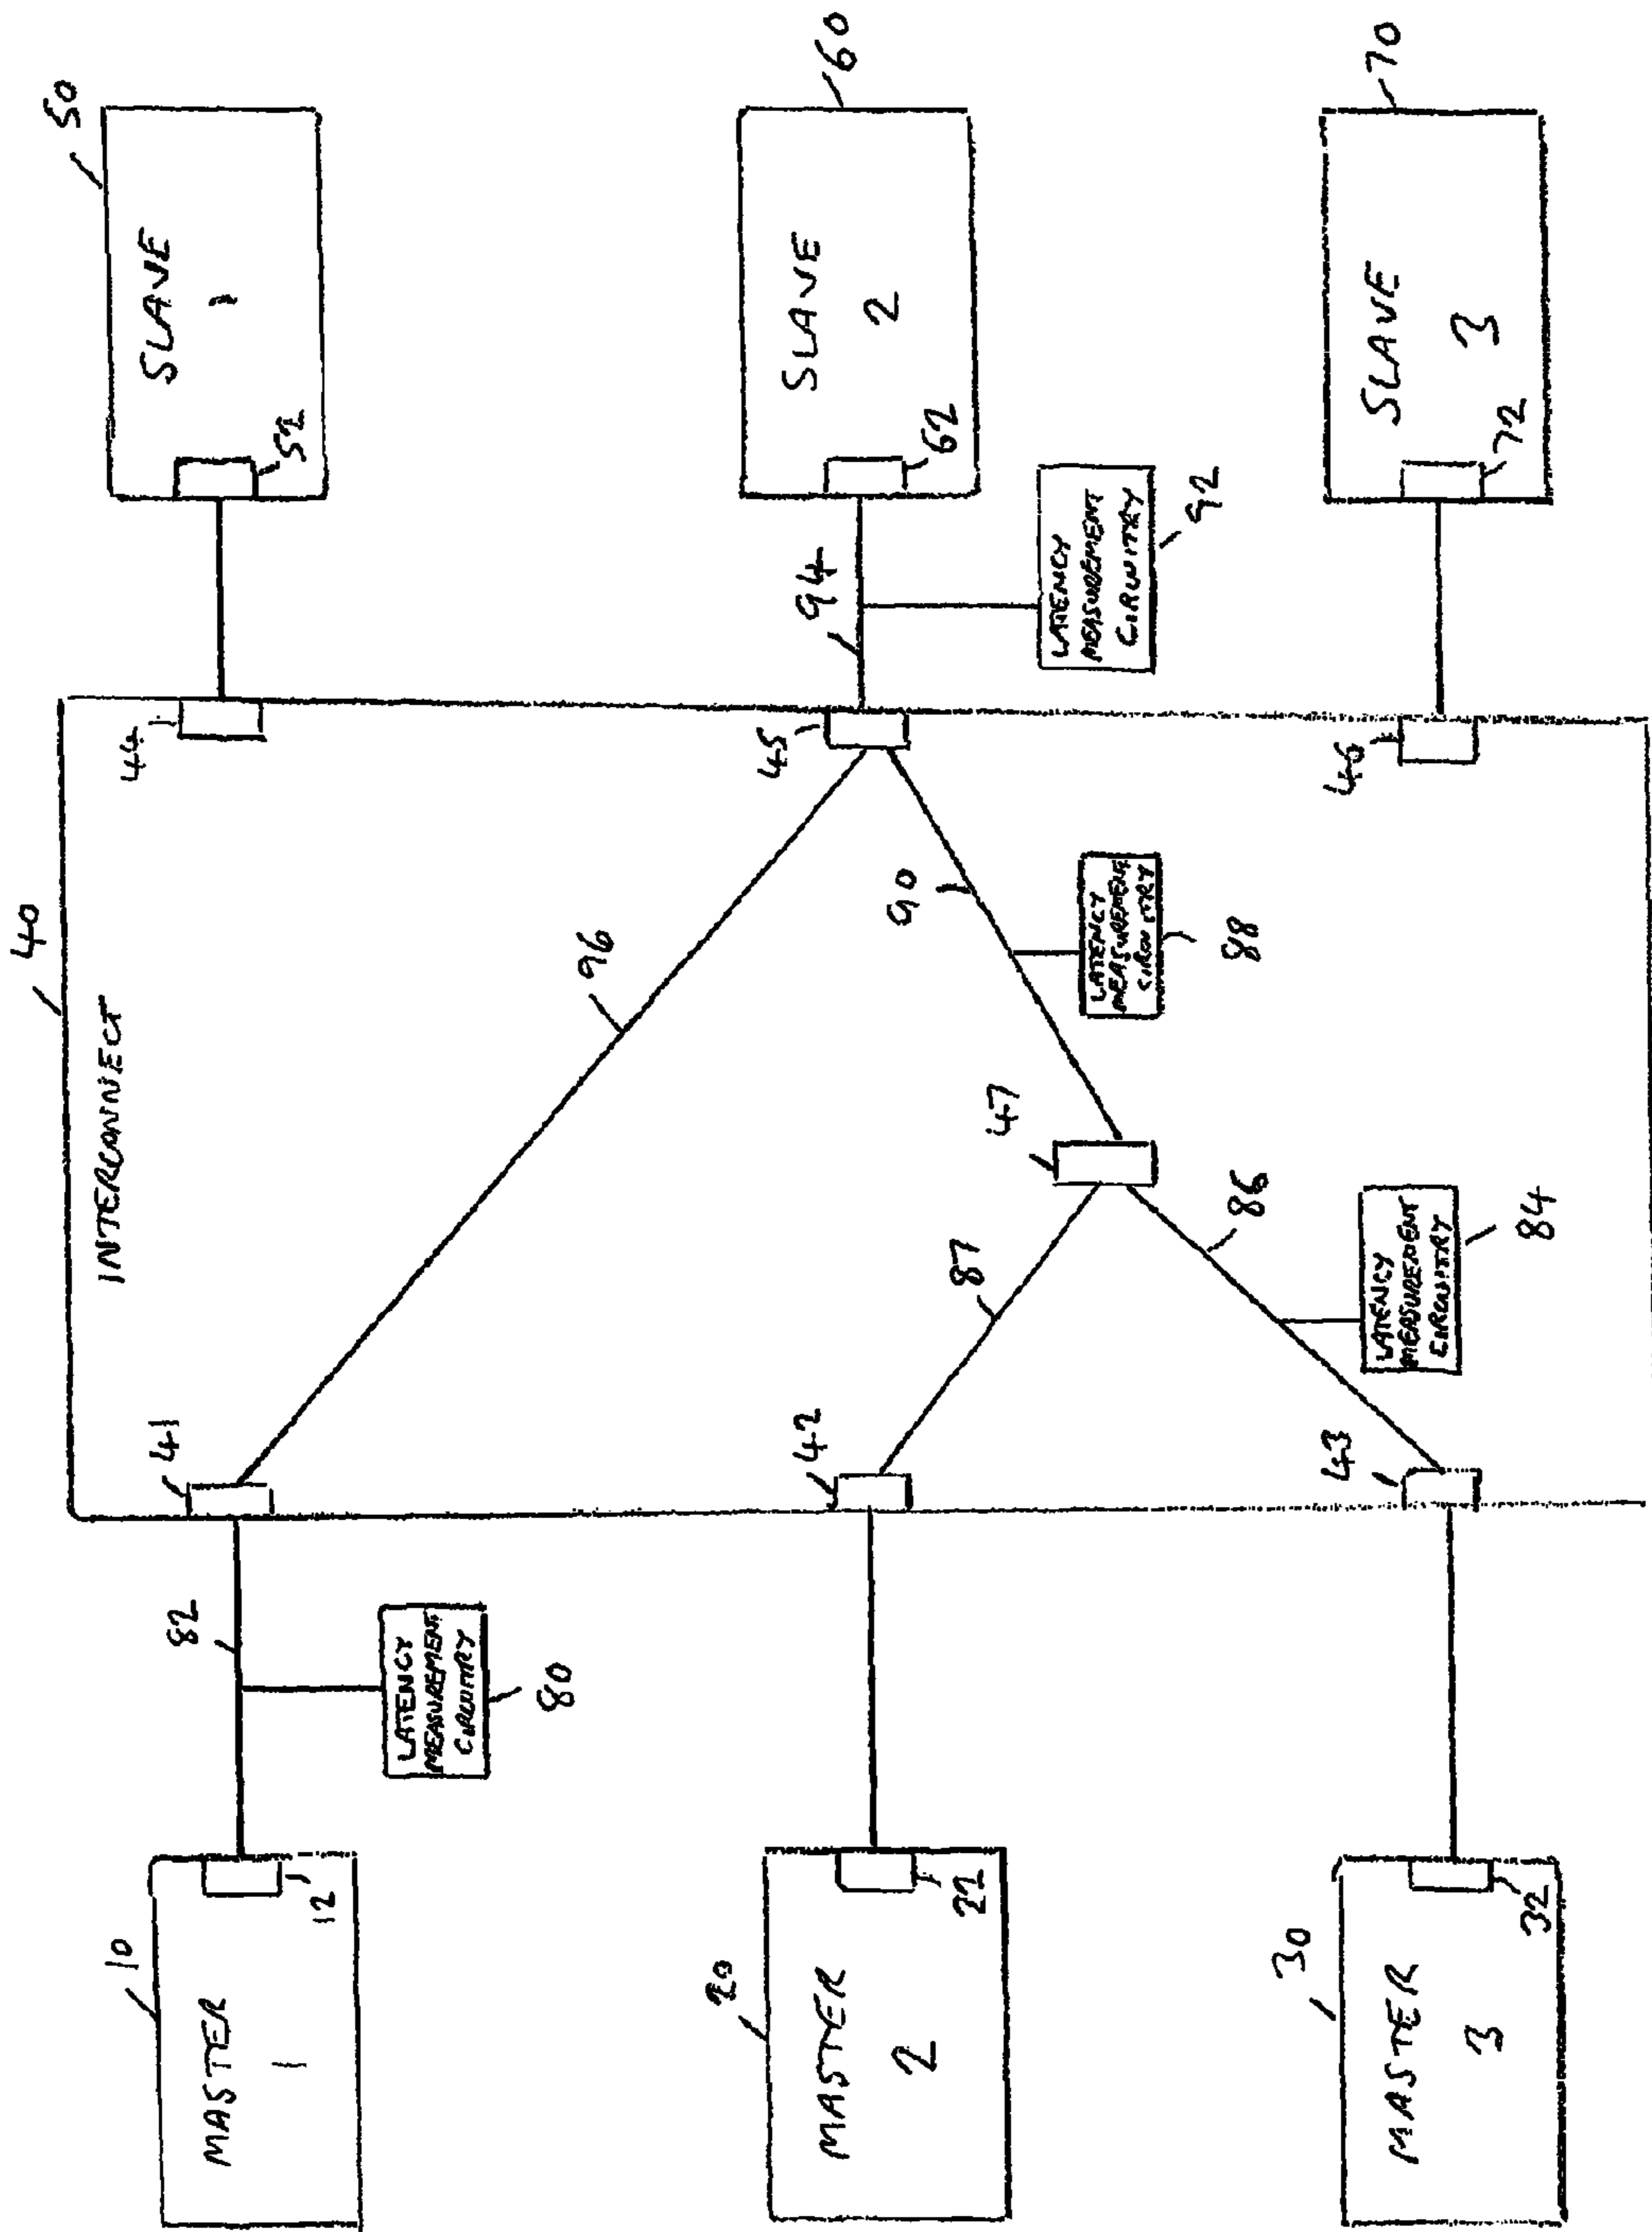 10
MASTER
1
12
82
LATENCY
MEASUREMENT
CIRCUITRY
80
20
MASTER
2
22
30
MASTER
3
32
40
INTERCONNECT
41
42
43
96
87
86
47
LATENCY
MEASUREMENT
CIRCUITRY
84
90
LATENCY
MEASUREMENT
CIRCUITRY
88
44
45
46
94
LATENCY
MEASUREMENT
CIRCUITRY
92
50
SLAVE
1
52
60
SLAVE
2
62
70
SLAVE
3
72